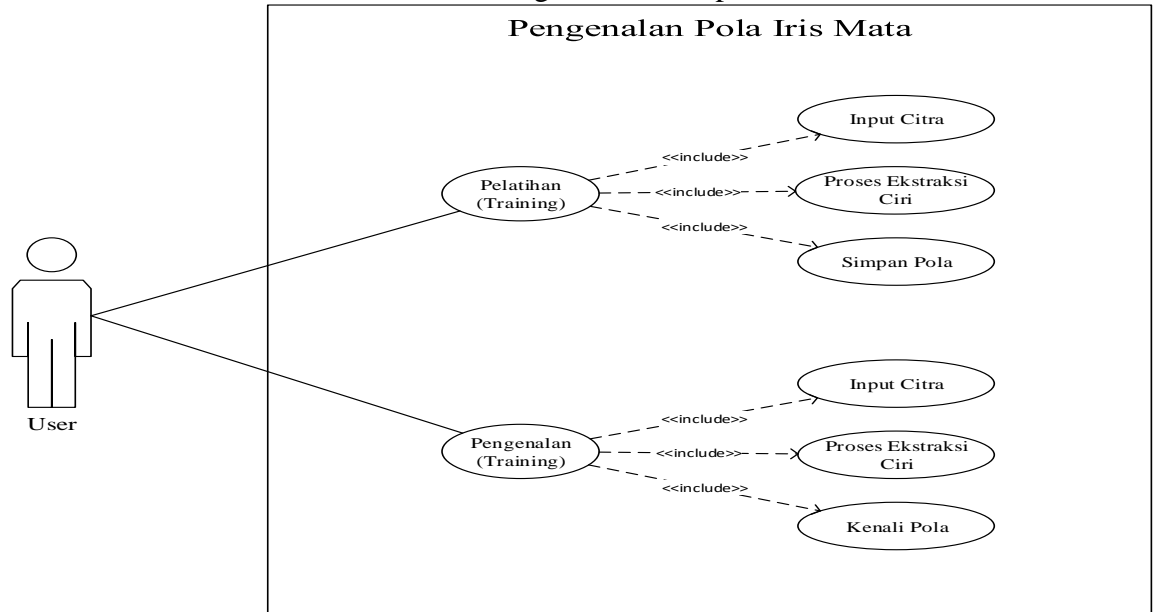 Pengenalan Pola Iris Mata
Input Citra
<<include>>
Pelatihan
(Training)
<<include>>
Proses Ekstraksi
Ciri
<<include>>
Simpan Pola
User
Input Citra
<<include>>
Pengenalan
(Training)
<<include>>
Proses Ekstraksi
Ciri
<<include>>
Kenali Pola